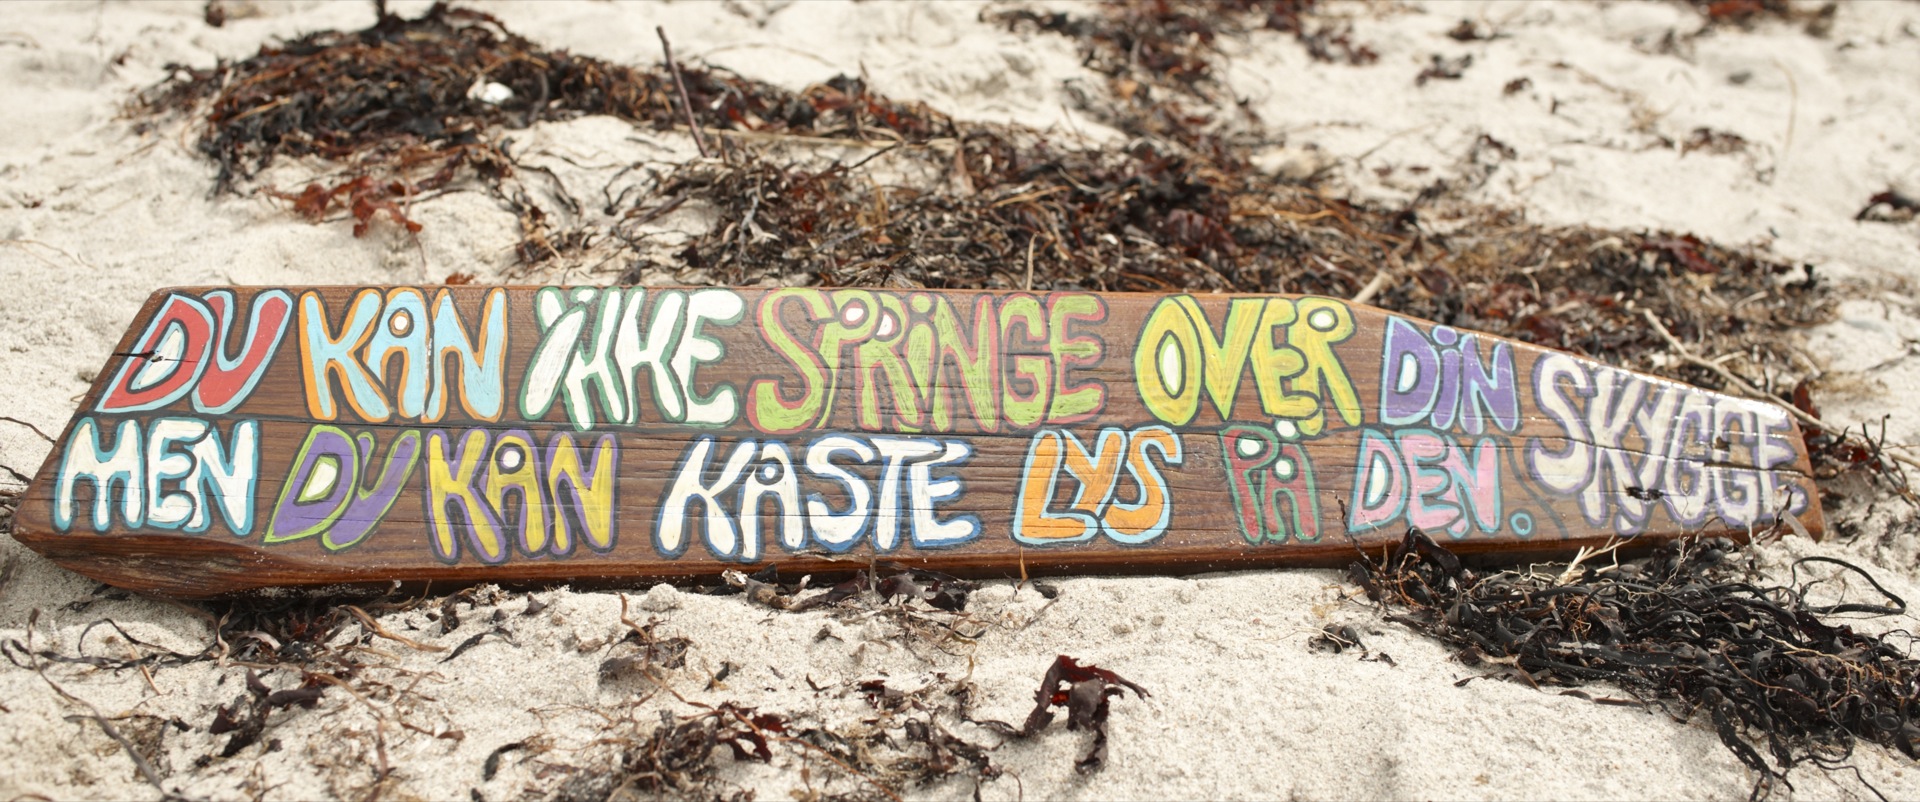 DU KAN IKKE SPRINGE OVER DIN SKYGGE
MEN DU KAN KASTE LYS PÅ DEN.